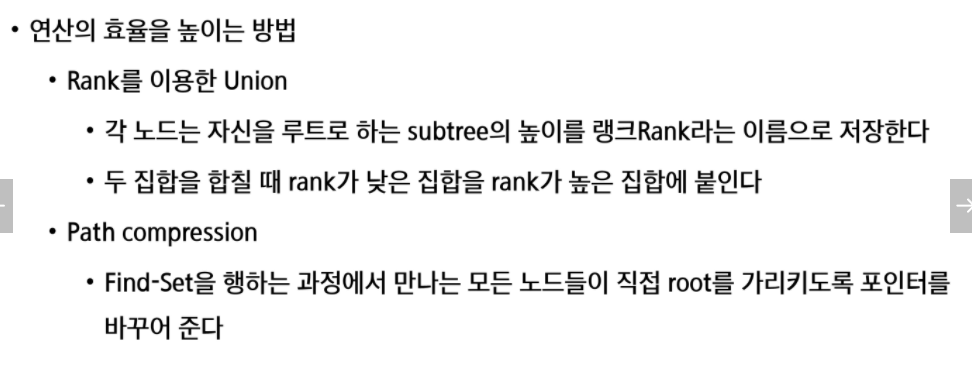 • 연산의 효율을 높이는 방법
• Rank를 이용한 Union
• 각 노드는 자신을 루트로 하는 subtree의 높이를 랭크Rank라는 이름으로 저장한다
• 두 집합을 합칠 때 rank가 낮은 집합을 rank가 높은 집합에 붙인다
• Path compression
• Find-Set을 행하는 과정에서 만나는 모든 노드들이 직접 root를 가리키도록 포인터를
바꾸어 준다